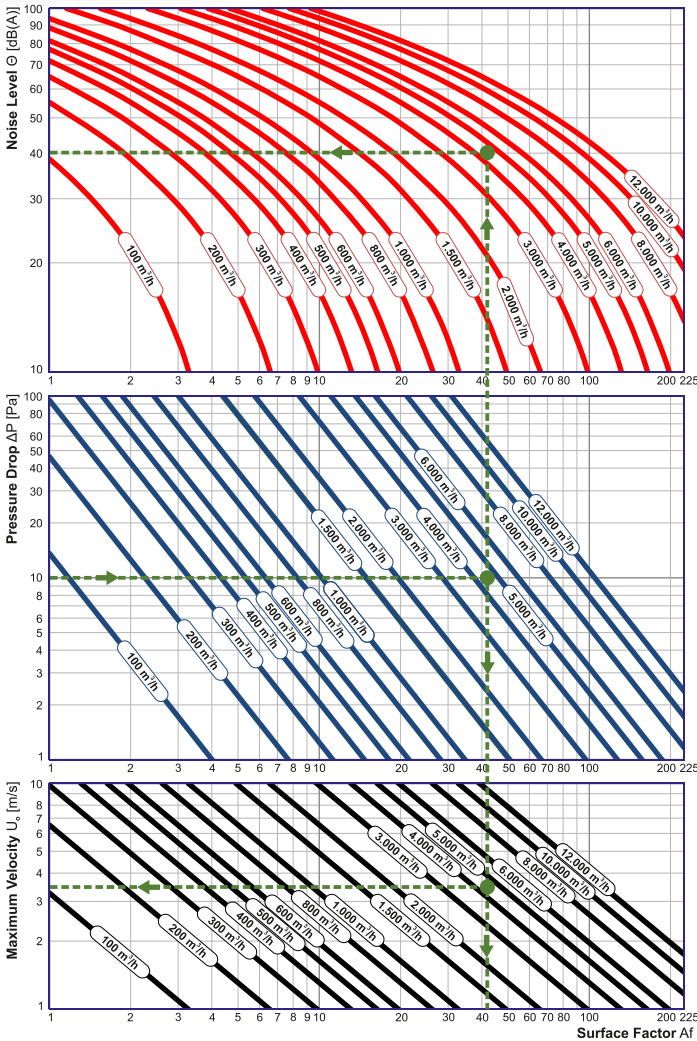 Noise Level Θ [dB(A)]
100
90
80
70
60
50
40
30
20
10
100 m³/h
200 m³/h
300 m³/h
400 m³/h
500 m³/h
600 m³/h
800 m³/h
1.000 m³/h
1.500 m³/h
2.000 m³/h
3.000 m³/h
4.000 m³/h
5.000 m³/h
6.000 m³/h
8.000 m³/h
10.000 m³/h
12.000 m³/h
1 2 3 4 5 6 7 8 9 10 20 30 40 50 60 70 80 100 200 225
Pressure Drop ΔP [Pa]
100
80
60
50
40
30
20
10
8
6
5
4
3
2
1
100 m³/h
200 m³/h
300 m³/h
400 m³/h
500 m³/h
600 m³/h
800 m³/h
1.000 m³/h
1.500 m³/h
2.000 m³/h
3.000 m³/h
4.000 m³/h
5.000 m³/h
6.000 m³/h
8.000 m³/h
10.000 m³/h
12.000 m³/h
1 2 3 4 5 6 7 8 9 10 20 30 40 50 60 70 80 100 200 225
Maximum Velocity U₀ [m/s]
10
8
7
6
5
4
3
2
1
100 m³/h
200 m³/h
300 m³/h
400 m³/h
500 m³/h
600 m³/h
800 m³/h
1.000 m³/h
1.500 m³/h
2.000 m³/h
3.000 m³/h
4.000 m³/h
5.000 m³/h
6.000 m³/h
8.000 m³/h
10.000 m³/h
12.000 m³/h
1 2 3 4 5 6 7 8 9 10 20 30 40 50 60 70 80 100 200 225
Surface Factor Af